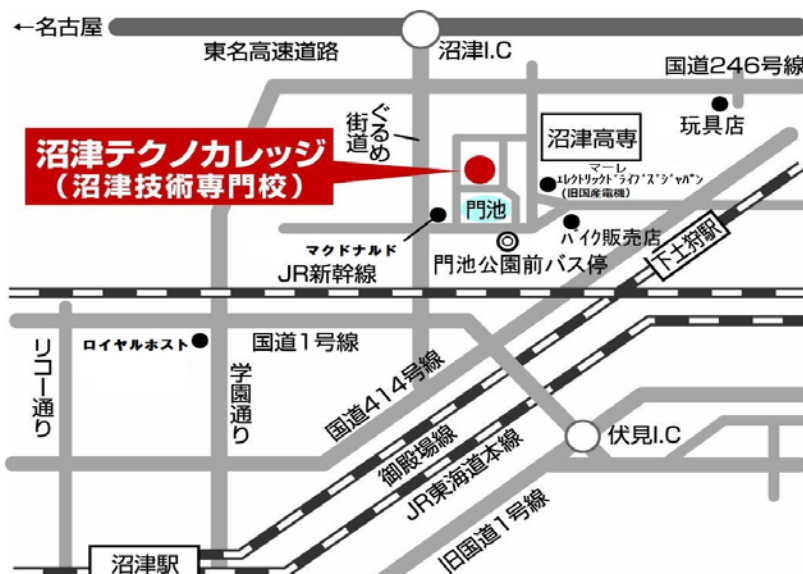 ←名古屋
東名高速道路
沼津I.C
国道246号線
ぐるめ
街道
沼津高専
玩具店
沼津テクノカレッジ
(沼津技術専門校)
マーレ
エレクトリックドライブズジャパン
(旧国産電機)
門池
マクドナルド
バイク販売店
門池公園前バス停
下土狩駅
JR新幹線
ロイヤルホスト
国道1号線
リコー通り
学園通り
国道414号線
御殿場線
JR東海道本線
伏見I.C
旧国道1号線
沼津駅